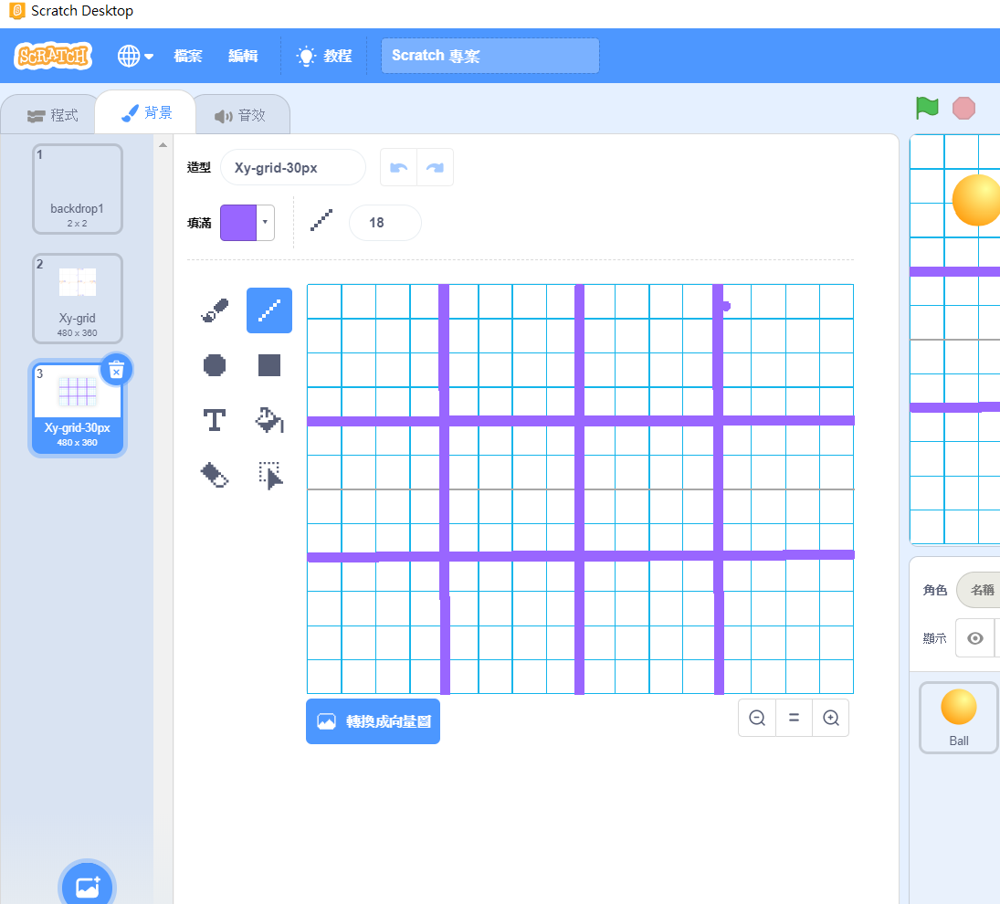 Scratch Desktop
SCRATCH 檔案 編輯 教程 Scratch 專案
程式 背景 音效
1
backdrop1
2 x 2
2
Xy-grid
480 x 360
3
Xy-grid-30px
480 x 360
造型 Xy-grid-30px
填滿 18
T
轉換成向量圖
角色 名稱
顯示
Ball